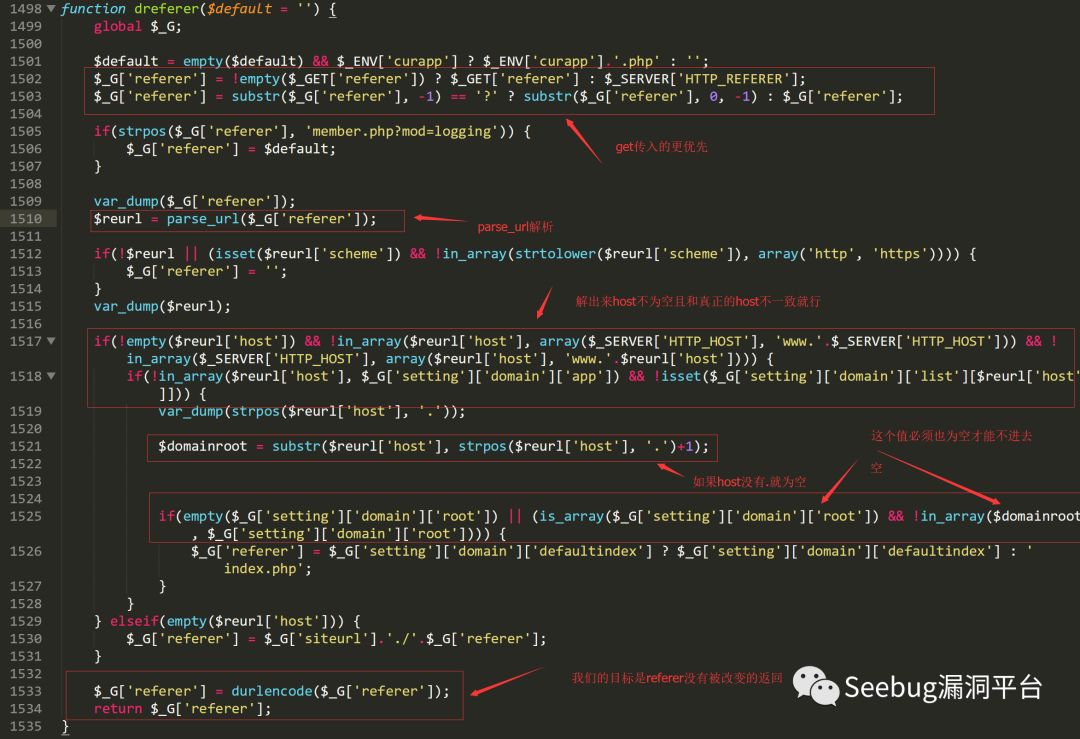 1498 function dreferer($default = '') {
1499 global $_G;
1500
1501 $default = empty($default) && $_ENV['curapp'] ? $_ENV['curapp'].'.php' : '';
1502 $_G['referer'] = !empty($_GET['referer']) ? $_GET['referer'] : $_SERVER['HTTP_REFERER'];
1503 $_G['referer'] = substr($_G['referer'], -1) == '?' ? substr($_G['referer'], 0, -1) : $_G['referer'];
1504
1505 if(strpos($_G['referer'], 'member.php?mod=logging')) {
1506 $_G['referer'] = $default;
get传入的更优先
1507 }
1508
1509 var_dump($_G['referer']);
1510 $reurl = parse_url($_G['referer']);
parse_url解析
1511
1512 if(!$reurl || (isset($reurl['scheme']) && !in_array(strtolower($reurl['scheme']), array('http', 'https')))) {
1513 $_G['referer'] = '';
1514 }
解出来host不为空且和真正的host不一致就行
1515 var_dump($reurl);
1516
1517 if(!empty($reurl['host']) && !in_array($reurl['host'], array($_SERVER['HTTP_HOST'], 'www.'.$_SERVER['HTTP_HOST'])) && !
in_array($_SERVER['HTTP_HOST'], array($reurl['host'], 'www.'.$reurl['host']))) {
1518 if(!in_array($reurl['host'], $_G['setting']['domain']['app']) && !isset($_G['setting']['domain']['list'][$reurl['host'
]])) {
1519 var_dump(strpos($reurl['host'], '.'));
1520
这个值必须也为空才能不进去
1521 $domainroot = substr($reurl['host'], strpos($reurl['host'], '.')+1);
1522
空
1523
如果host没有.就为空
1524
1525 if(empty($_G['setting']['domain']['root']) || (is_array($_G['setting']['domain']['root']) && !in_array($domainroot
, $_G['setting']['domain']['root']))) {
1526 $_G['referer'] = $_G['setting']['domain']['defaultindex'] ? $_G['setting']['domain']['defaultindex'] : '
index.php';
1527 }
1528 }
1529 } elseif(empty($reurl['host'])) {
1530 $_G['referer'] = $_G['siteurl'].'./'.$_G['referer'];
1531 }
1532
我们的目标是referer没有被改变的返回
1533 $_G['referer'] = durlencode($_G['referer']);
1534 return $_G['referer'];
1535 }
Seebug漏洞平台